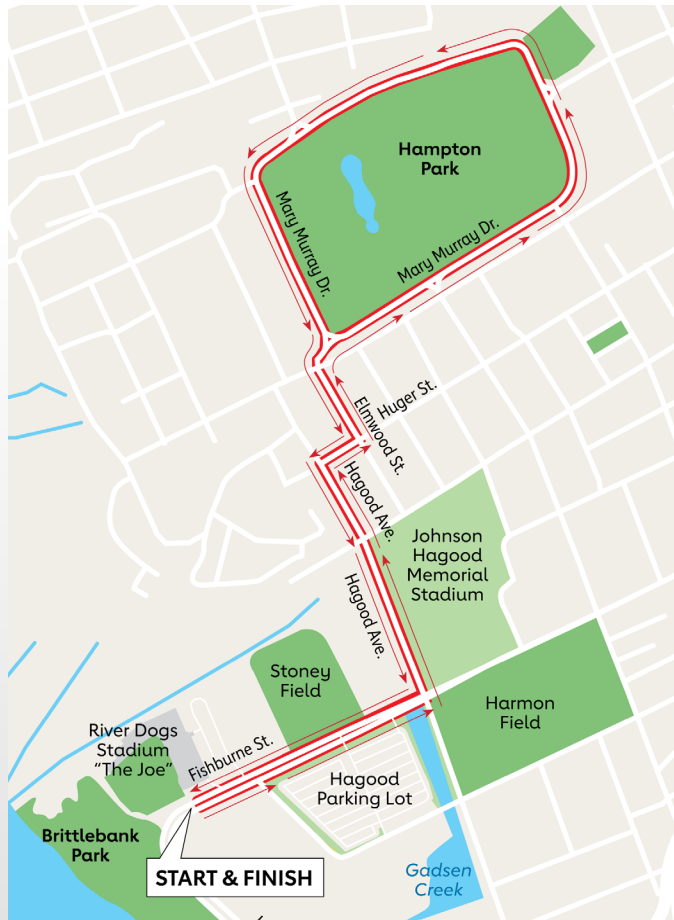 Hampton
Park
Mary Murray Dr.
Mary Murray Dr.
Huger St.
Elmwood St.
Hagood Ave.
Johnson
Hagood
Memorial
Stadium
Hagood Ave.
Stoney
Field
Harmon
Field
River Dogs
Stadium
“The Joe”
Fishburne St.
Hagood
Parking Lot
Brittlebank
Park
START & FINISH
Gadsen
Creek